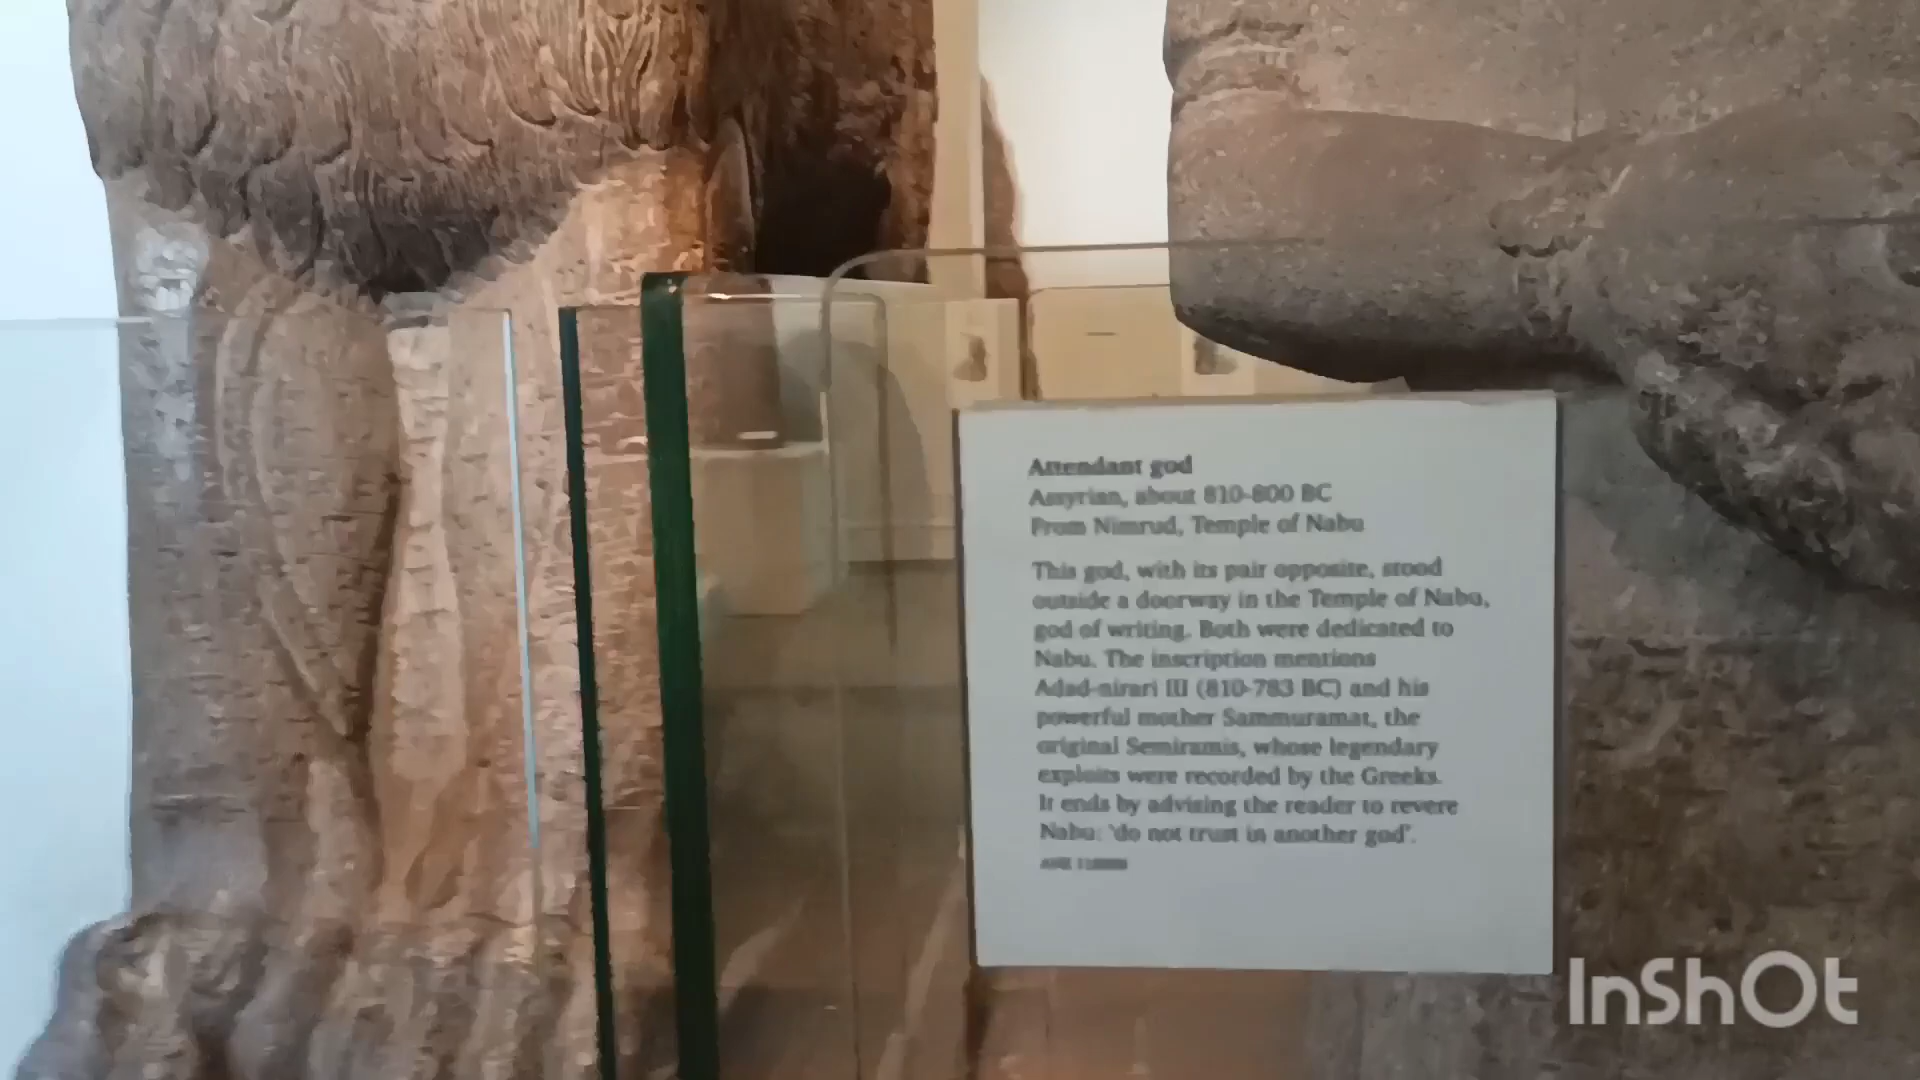 Attendant god
Assyrian, about 810-800 BC
From Nimrud, Temple of Nabu
This god, with its pair opposite, stood
outside a doorway in the Temple of Nabu,
god of writing. Both were dedicated to
Nabu. The inscription mentions
Adad-nirari III (810-783 BC) and his
powerful mother Sammuramat, the
original Semiramis, whose legendary
exploits were recorded by the Greeks.
It ends by advising the reader to revere
Nabu: 'do not trust in another god'.
InShOt